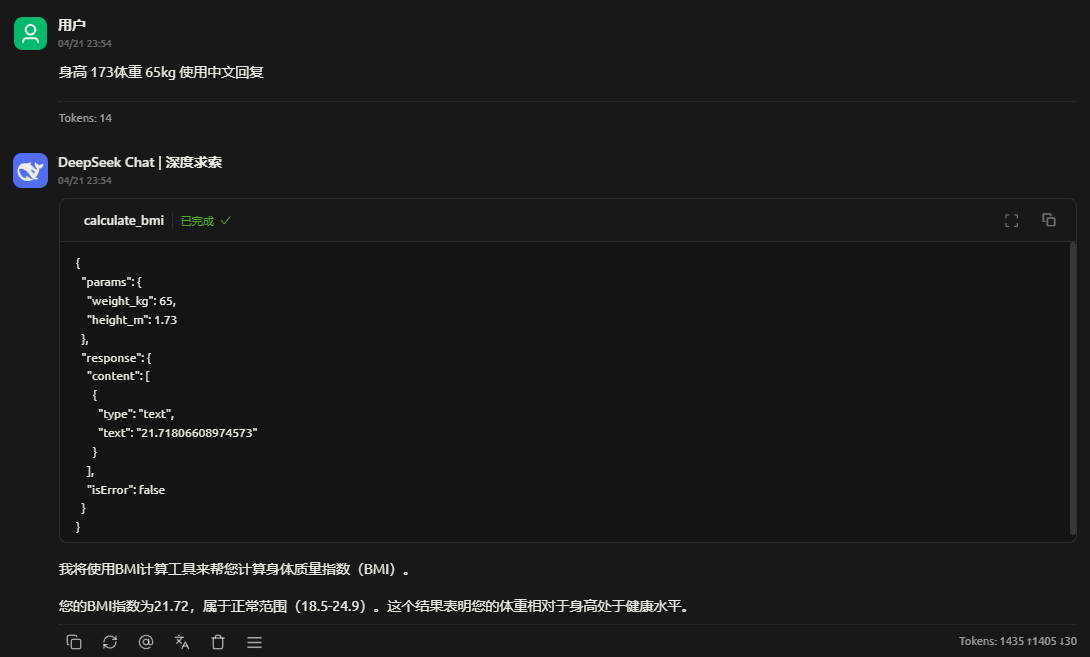 用户
04/21 23:54
身高 173体重 65kg 使用中文回复
Tokens: 14
DeepSeek Chat | 深度求索
04/21 23:54
calculate_bmi 已完成
{
"params": {
"weight_kg": 65,
"height_m": 1.73
},
"response": {
"content": [
{
"type": "text",
"text": "21.71806608974573"
}
],
"isError": false
}
}
我将使用BMI计算工具来帮您计算身体质量指数（BMI）。
您的BMI指数为21.72，属于正常范围（18.5-24.9）。这个结果表明您的体重相对于身高处于健康水平。
Tokens: 1435 ↑1405 ↓30